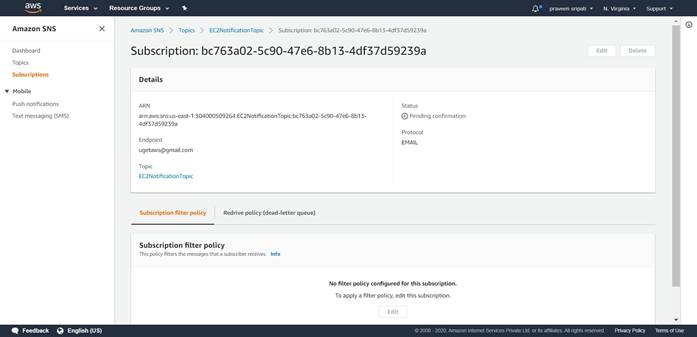 aws
Services
Resource Groups
praveen sripati
N. Virginia
Support
Amazon SNS
Dashboard
Topics
Subscriptions
Mobile
Push notifications
Text messaging (SMS)
Amazon SNS
Topics
EC2NotificationTopic
Subscription: bc763a02-5c90-47e6-8b13-4df37d59239a
Subscription: bc763a02-5c90-47e6-8b13-4df37d59239a
Edit
Delete
Details
ARN
arn:aws:sns:us-east-1:304000509264:EC2NotificationTopic:bc763a02-5c90-47e6-8b13-
4df37d59239a
Status
Pending confirmation
Endpoint
ugetaws@gmail.com
Protocol
EMAIL
Topic
EC2NotificationTopic
Subscription filter policy
Redrive policy (dead-letter queue)
Subscription filter policy
This policy filters the messages that a subscriber receives. Info
No filter policy configured for this subscription.
To apply a filter policy, edit this subscription.
Edit
Feedback
English (US)
© 2008 - 2020, Amazon Internet Services Private Ltd. or its affiliates. All rights reserved.
Privacy Policy
Terms of Use